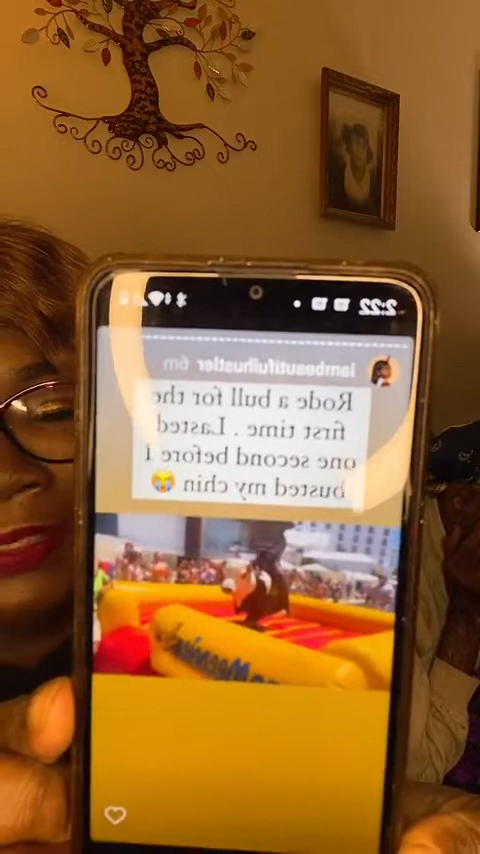 2:22
iambeautifulhustler 6m
Rode a bull for the
first time . Lasted
one second before I
busted my chin 😭